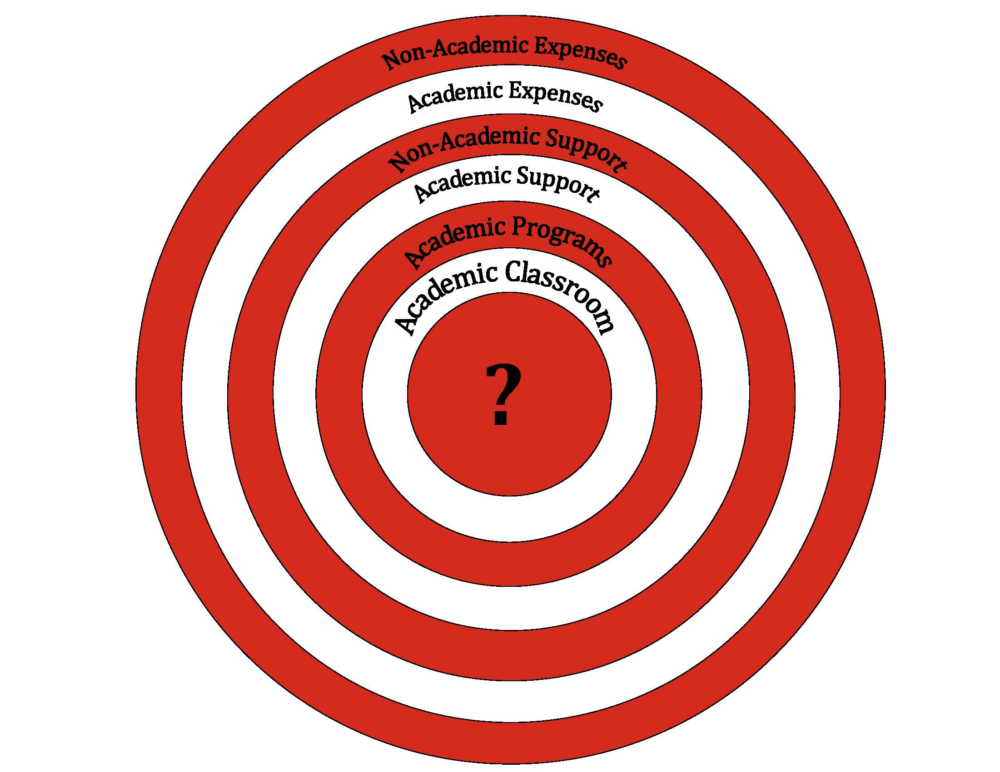 Non-Academic Expenses
Academic Expenses
Non-Academic Support
Academic Support
Academic Programs
Academic Classroom
?